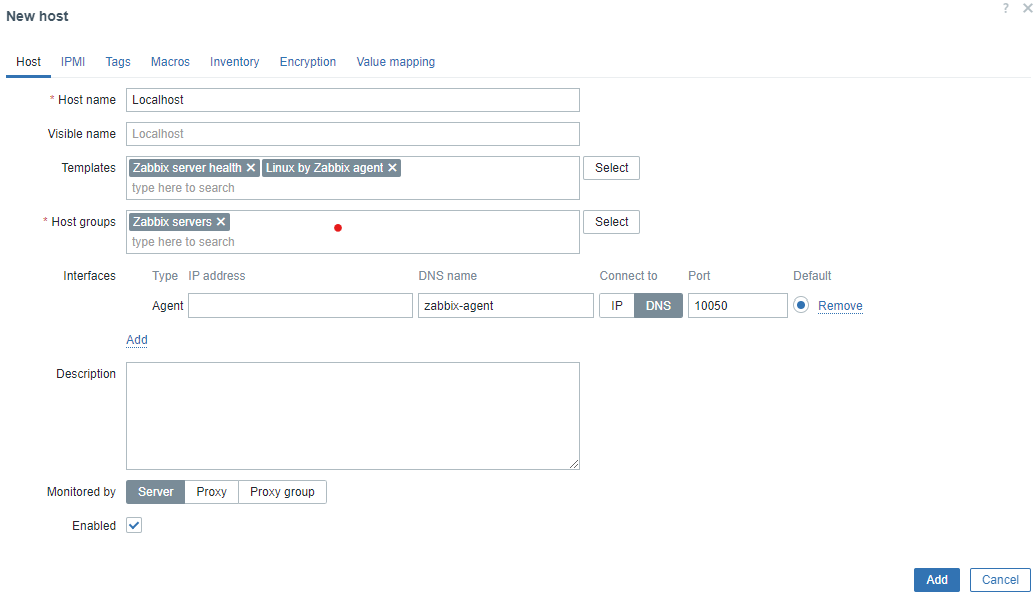 New host
? ×
Host IPMI Tags Macros Inventory Encryption Value mapping
* Host name Localhost
Visible name Localhost
Templates Zabbix server health × Linux by Zabbix agent × Select
type here to search
* Host groups Zabbix servers × Select
type here to search
Interfaces Type IP address DNS name Connect to Port Default
Agent zabbix-agent IP DNS 10050 Remove
Add
Description
Monitored by Server Proxy Proxy group
Enabled
Add Cancel